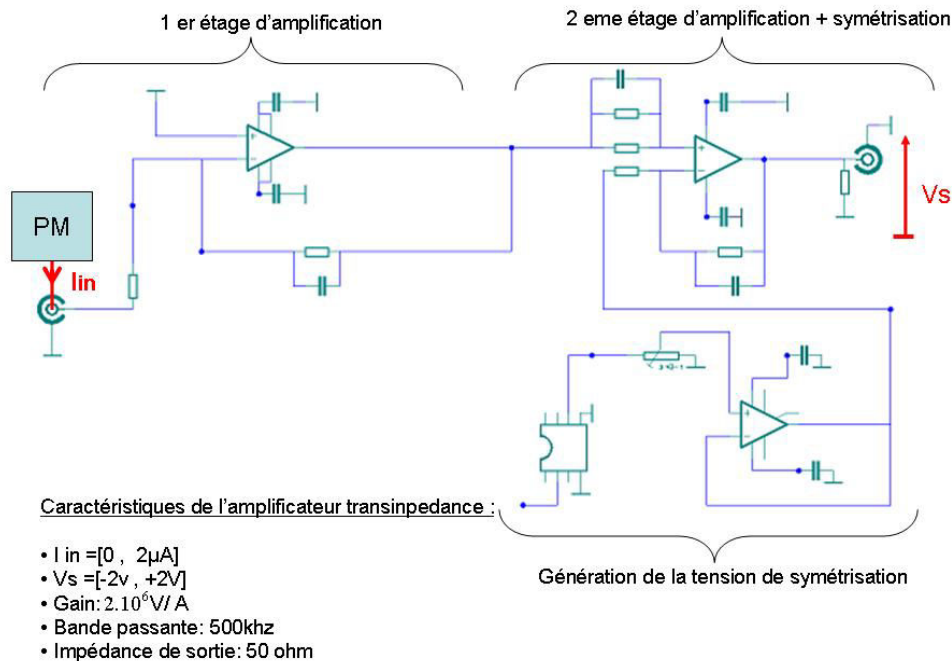 1 er étage d'amplification
2 eme étage d'amplification + symétrisation
PM
Iin
Vs
Caractéristiques de l'amplificateur transinpedance :
• I in =[0 , 2µA]
• Vs =[-2v , +2V]
• Gain: 2.10⁶ V/ A
• Bande passante: 500khz
• Impédance de sortie: 50 ohm
Génération de la tension de symétrisation